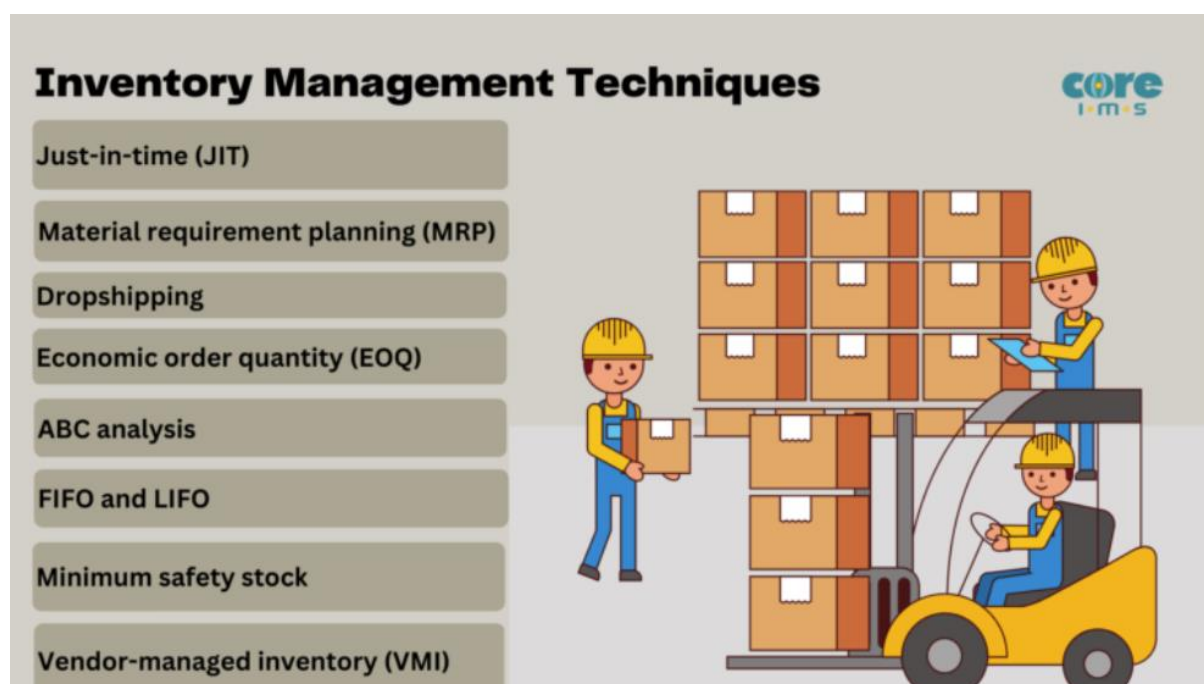 Inventory Management Techniques
core
I·M·S
Just-in-time (JIT)
Material requirement planning (MRP)
Dropshipping
Economic order quantity (EOQ)
ABC analysis
FIFO and LIFO
Minimum safety stock
Vendor-managed inventory (VMI)